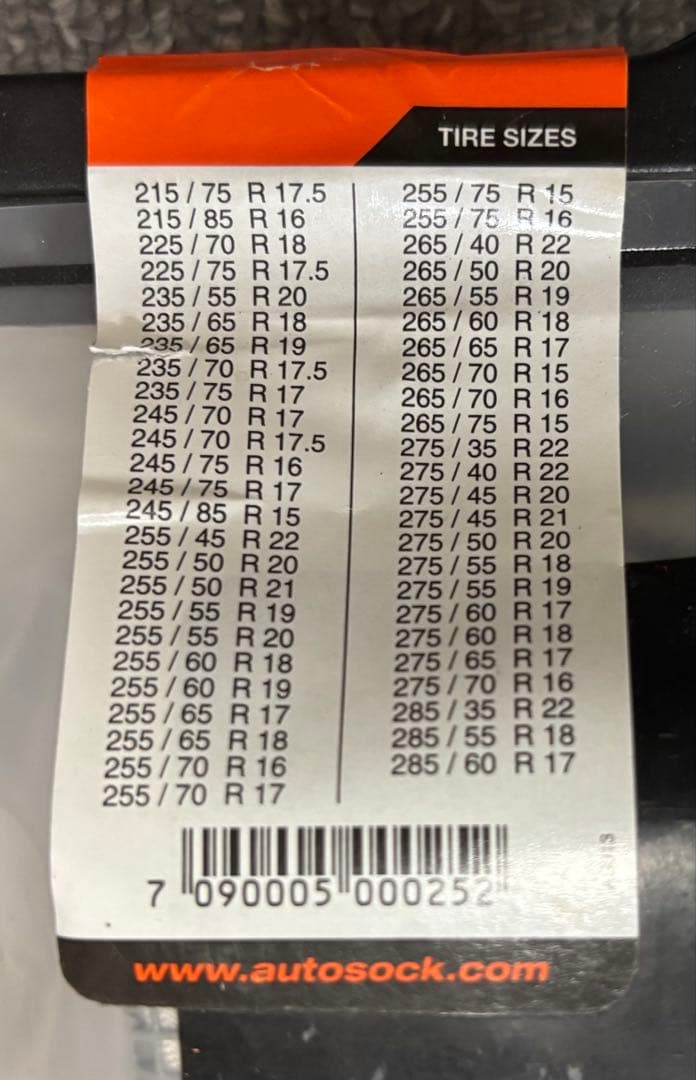 TIRE SIZES
215 / 75 R 17.5
215 / 85 R 16
225 / 70 R 18
225 / 75 R 17.5
235 / 55 R 20
235 / 65 R 18
235 / 65 R 19
235 / 70 R 17.5
235 / 75 R 17
245 / 70 R 17
245 / 70 R 17.5
245 / 75 R 16
245 / 75 R 17
245 / 85 R 15
255 / 45 R 22
255 / 50 R 20
255 / 50 R 21
255 / 55 R 19
255 / 55 R 20
255 / 60 R 18
255 / 60 R 19
255 / 65 R 17
255 / 65 R 18
255 / 70 R 16
255 / 70 R 17
255 / 75 R 15
255 / 75 R 16
265 / 40 R 22
265 / 50 R 20
265 / 55 R 19
265 / 60 R 18
265 / 65 R 17
265 / 70 R 15
265 / 70 R 16
265 / 75 R 15
275 / 35 R 22
275 / 40 R 22
275 / 45 R 20
275 / 45 R 21
275 / 50 R 20
275 / 55 R 18
275 / 55 R 19
275 / 60 R 17
275 / 60 R 18
275 / 65 R 17
275 / 70 R 16
285 / 35 R 22
285 / 55 R 18
285 / 60 R 17
7 090005 000252
www.autosock.com